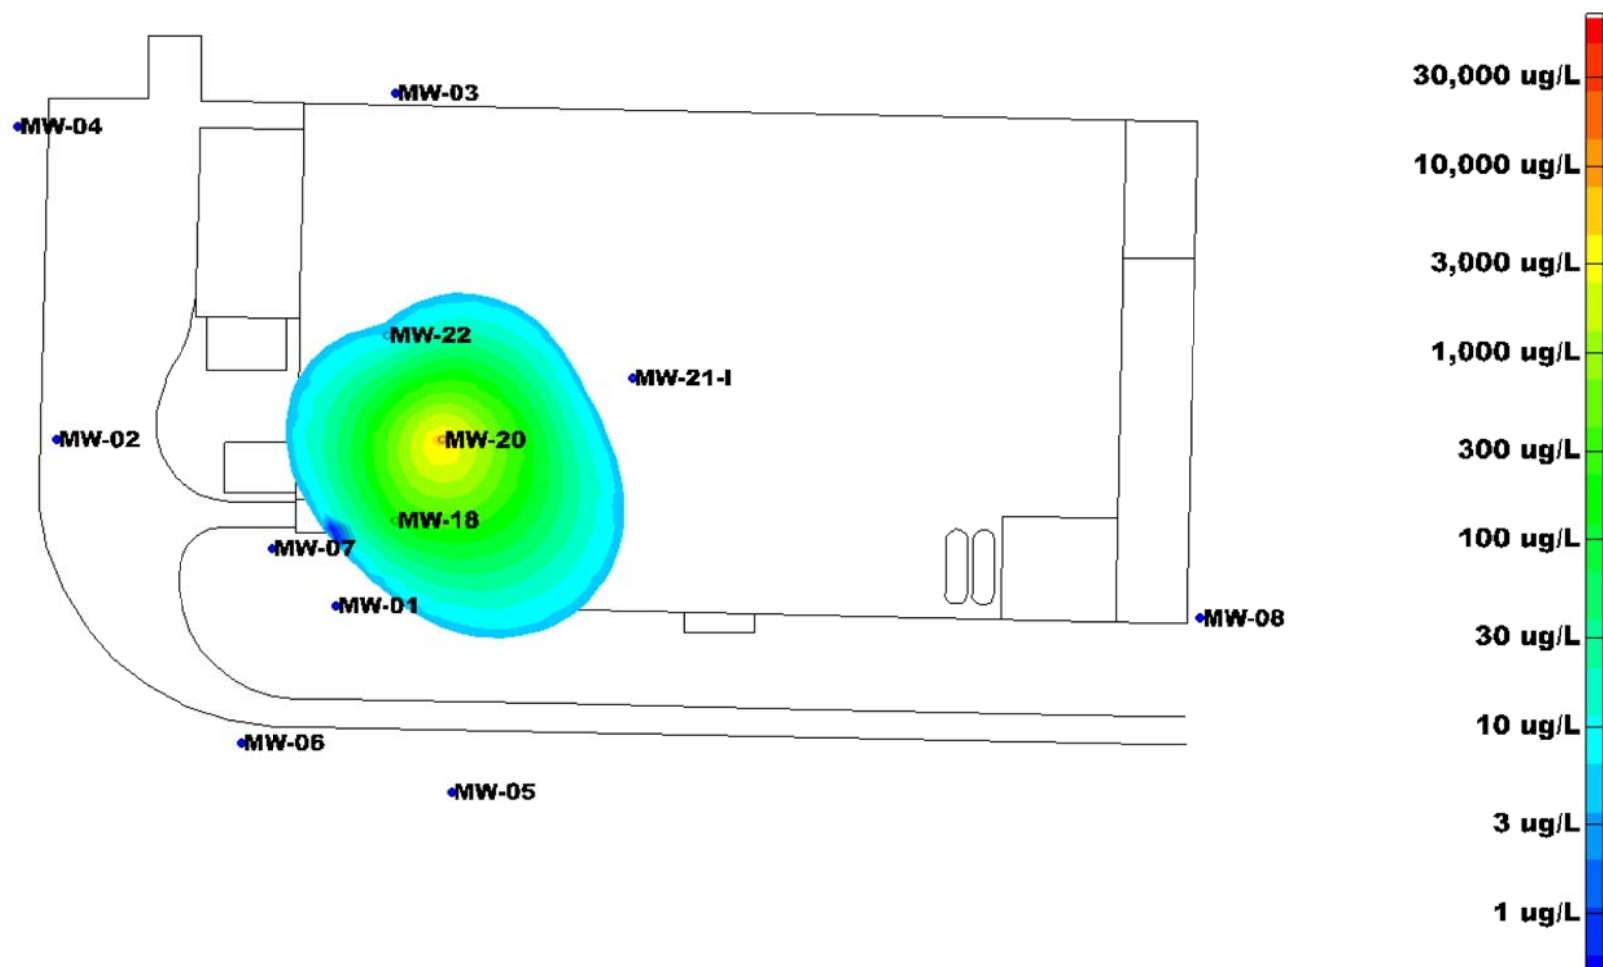 MW-03
30,000 ug/L
MW-04
10,000 ug/L
3,000 ug/L
MW-22
1,000 ug/L
MW-21-I
MW-02
MW-20
300 ug/L
MW-18
100 ug/L
MW-07
MW-01
MW-08
30 ug/L
10 ug/L
MW-06
MW-05
3 ug/L
1 ug/L